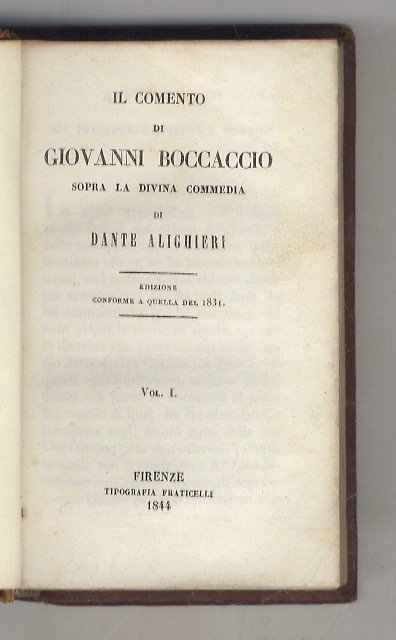 IL COMENTO
DI
GIOVANNI BOCCACCIO
SOPRA LA DIVINA COMMEDIA
DI
DANTE ALIGHIERI
EDIZIONE
CONFORME A QUELLA DEL 1831.
VOL. I.
FIRENZE
TIPOGRAFIA FRATICELLI
1844